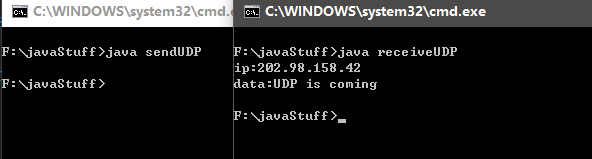 C:\WINDOWS\system32\cmd.
F:\javaStuff>java sendUDP
F:\javaStuff>
C:\WINDOWS\system32\cmd.exe
F:\javaStuff>java receiveUDP
ip:202.98.158.42
data:UDP is coming
F:\javaStuff>_